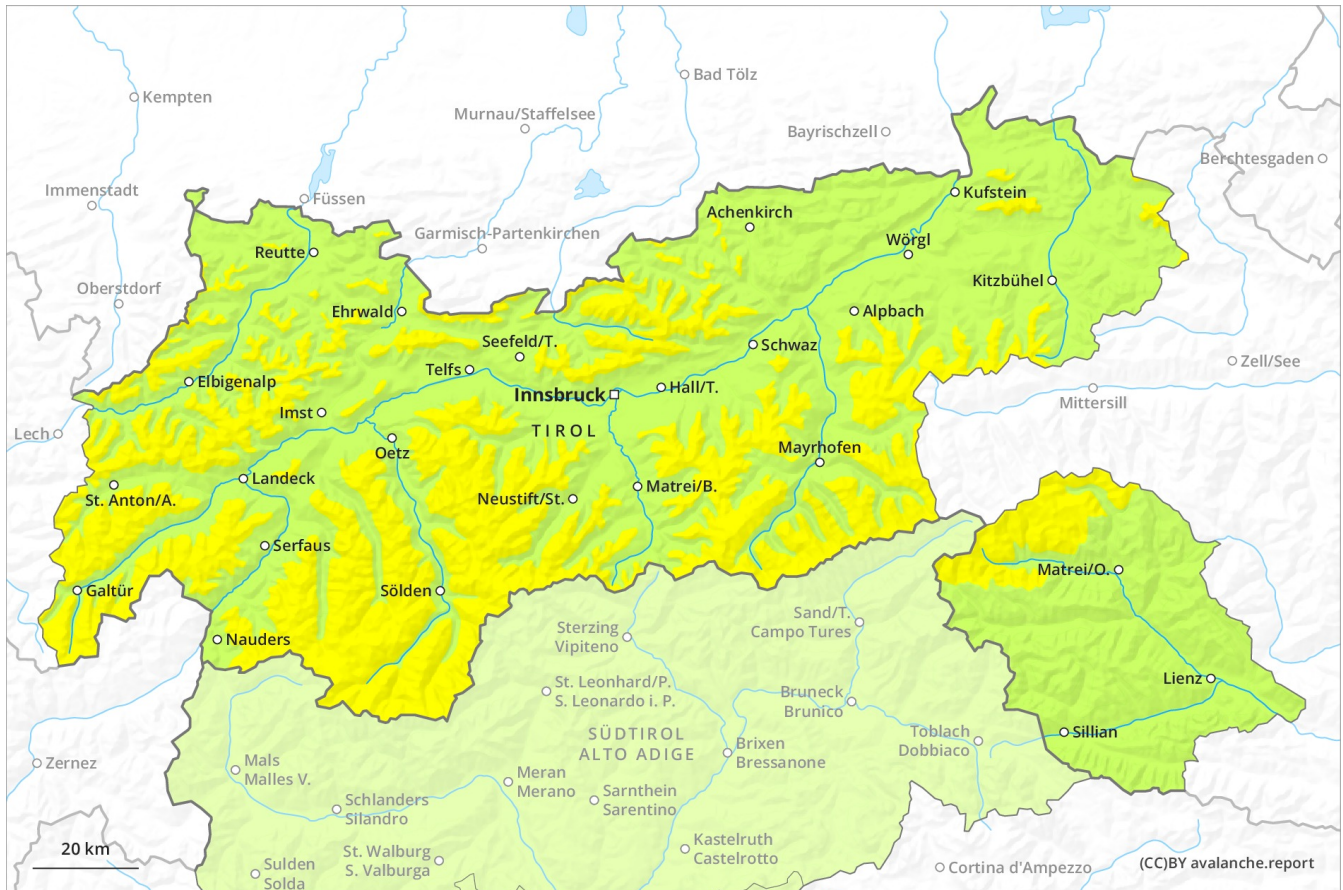 Bad Tölz
Kempten
Murnau/Staffelsee
Bayrischzell
Berchtesgaden
Immenstadt
Füssen
Kufstein
Achenkirch
Garmisch-Partenkirchen
Wörgl
Reutte
Oberstdorf
Kitzbühel
Ehrwald
Alpbach
Seefeld/T.
Schwaz
Zell/See
Telfs
Elbigenalp
Hall/T.
Innsbruck
Mittersill
Imst
TIROL
Lech
Mayrhofen
Oetz
Landeck
Matrei/B.
St. Anton/A.
Neustift/St.
Serfaus
Matrei/O.
Galtür
Sölden
Sand/T.
Campo Tures
Sterzing
Vipiteno
Nauders
Lienz
St. Leonhard/P.
S. Leonardo i. P.
Bruneck
Brunico
Sillian
Toblach
Dobbiaco
SÜDTIROL
ALTO ADIGE
Brixen
Bressanone
Zernez
Mals
Malles V.
Meran
Merano
Sarnthein
Sarentino
Schlanders
Silandro
Kastelruth
Castelrotto
20 km
St. Walburg
S. Valburga
Sulden
Solda
Cortina d'Ampezzo
(CC)BY avalanche.report